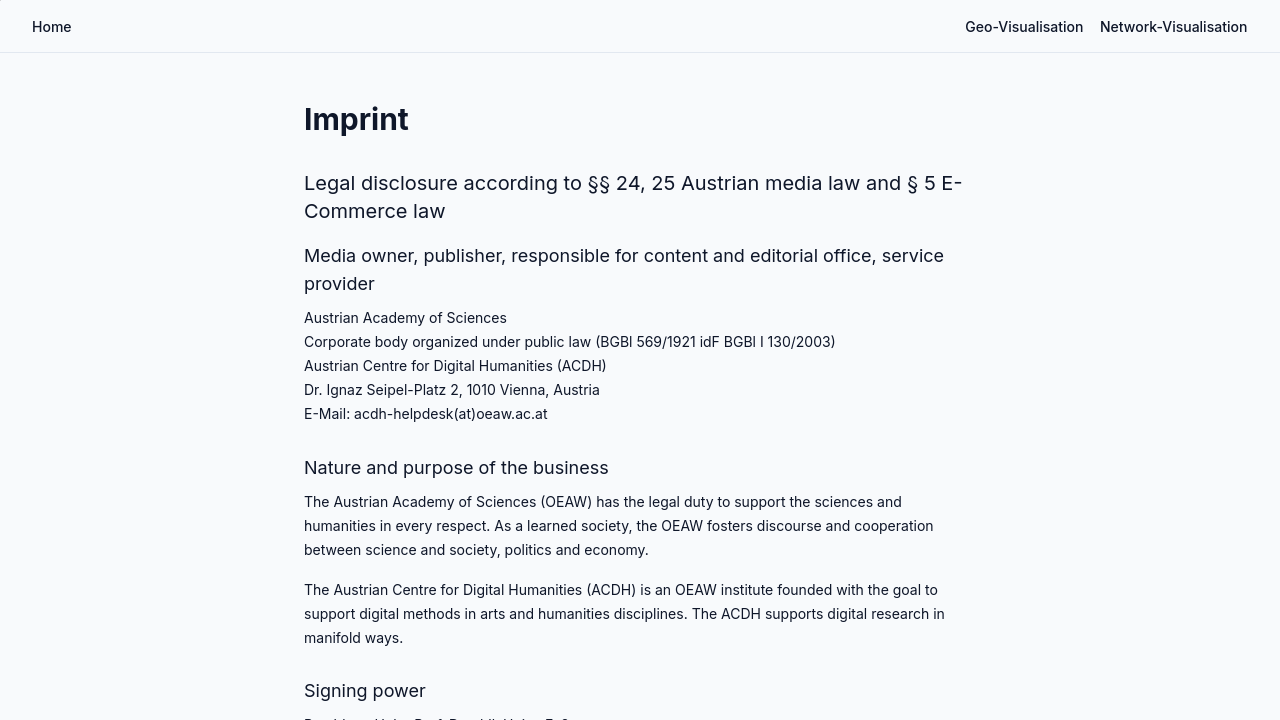 Home
Geo-Visualisation
Network-Visualisation
Imprint
Legal disclosure according to §§ 24, 25 Austrian media law and § 5 E-
Commerce law
Media owner, publisher, responsible for content and editorial office, service
provider
Austrian Academy of Sciences
Corporate body organized under public law (BGBl 569/1921 idF BGBl I 130/2003)
Austrian Centre for Digital Humanities (ACDH)
Dr. Ignaz Seipel-Platz 2, 1010 Vienna, Austria
E-Mail: acdh-helpdesk(at)oeaw.ac.at
Nature and purpose of the business
The Austrian Academy of Sciences (OEAW) has the legal duty to support the sciences and
humanities in every respect. As a learned society, the OEAW fosters discourse and cooperation
between science and society, politics and economy.
The Austrian Centre for Digital Humanities (ACDH) is an OEAW institute founded with the goal to
support digital methods in arts and humanities disciplines. The ACDH supports digital research in
manifold ways.
Signing power